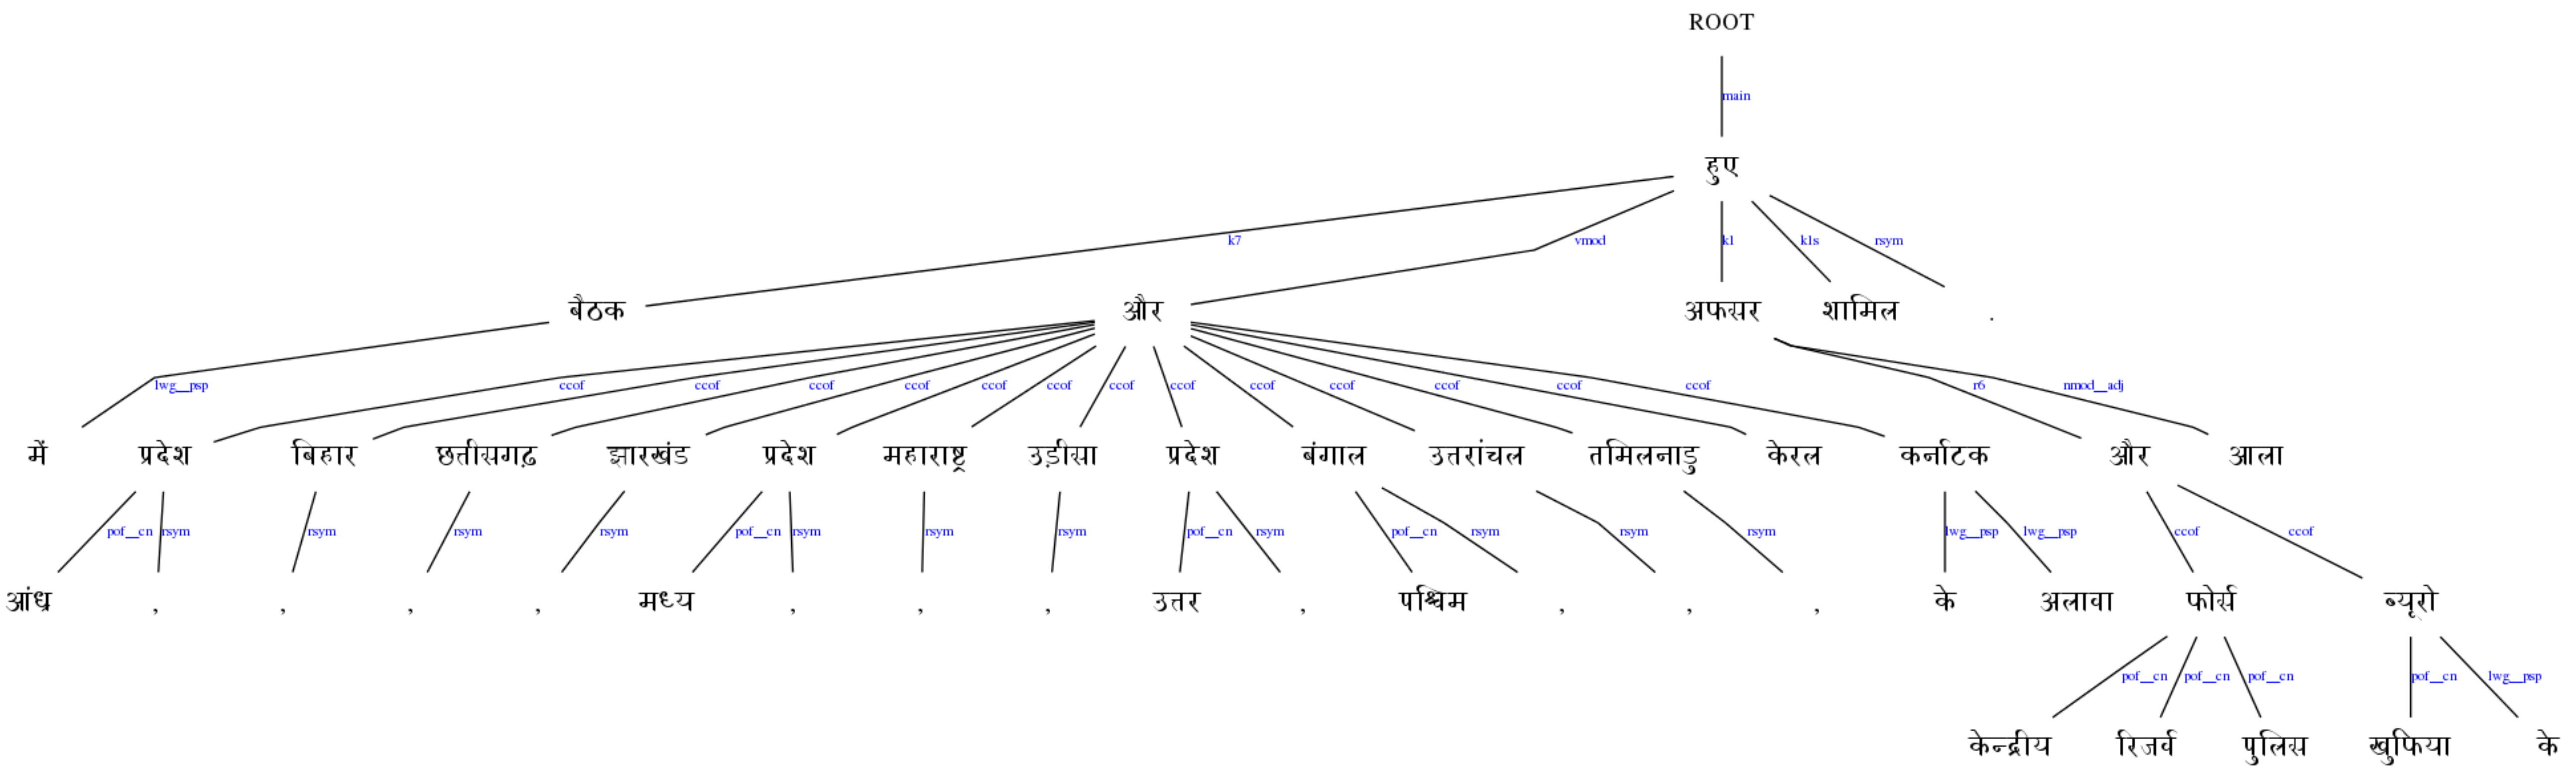 ROOT
main
हुए
k7 vmod k1 k1s rsym
बैठक और अफसर शामिल .
lwg__psp ccof ccof ccof ccof ccof ccof ccof ccof ccof ccof ccof ccof ccof r6 nmod__adj
में प्रदेश बिहार छत्तीसगढ़ झारखंड प्रदेश महाराष्ट्र उड़ीसा प्रदेश बंगाल उत्तरांचल तमिलनाडु केरल कर्नाटक और आला
pof__cn rsym rsym rsym rsym pof__cn rsym rsym rsym pof__cn rsym pof__cn rsym rsym rsym lwg__psp lwg__psp ccof ccof
आंध्र , , , , मध्य , , , उत्तर , पश्चिम , , , के अलावा फोर्स ब्यूरो
pof__cn pof__cn pof__cn pof__cn lwg__psp
केन्द्रीय रिजर्व पुलिस खुफिया के